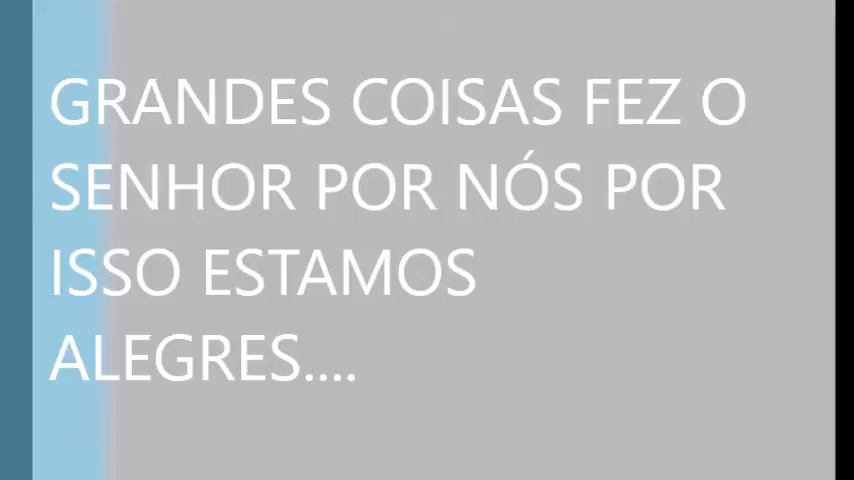 GRANDES COISAS FEZ O
SENHOR POR NÓS POR
ISSO ESTAMOS
ALEGRES....